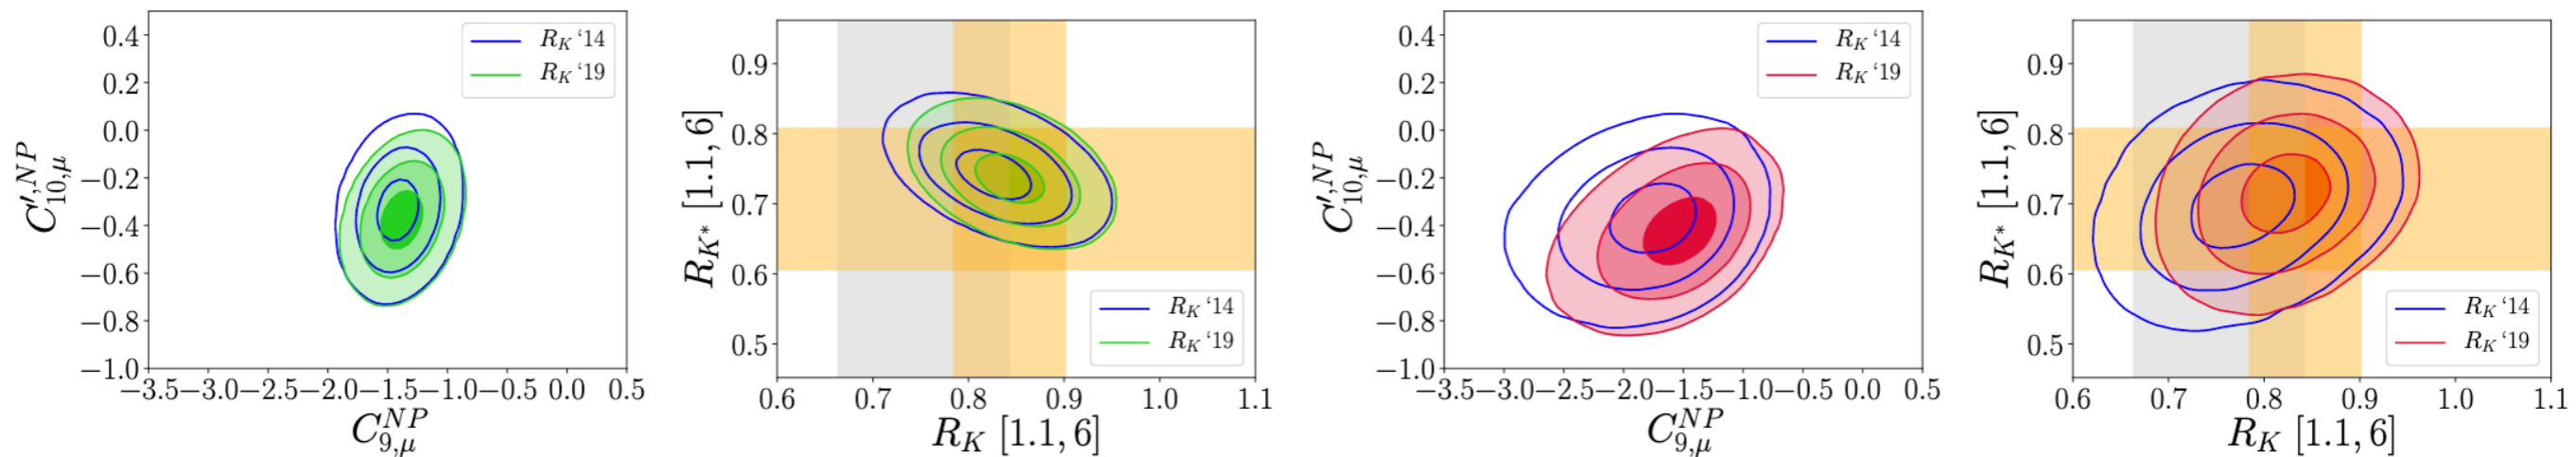 0.4
0.2
0.0
−0.2
−0.4
−0.6
−0.8
−1.0
−3.5 −3.0 −2.5 −2.0 −1.5 −1.0 −0.5 0.0 0.5
C_{10,μ}^{′,NP}
C_{9,μ}^{NP}
R_K ‘14
R_K ‘19
0.9
0.8
0.7
0.6
0.5
0.6 0.7 0.8 0.9 1.0 1.1
R_{K*} [1.1, 6]
R_K [1.1, 6]
R_K ‘14
R_K ‘19
0.4
0.2
0.0
−0.2
−0.4
−0.6
−0.8
−1.0
−3.5 −3.0 −2.5 −2.0 −1.5 −1.0 −0.5 0.0 0.5
C_{10,μ}^{′,NP}
C_{9,μ}^{NP}
R_K ‘14
R_K ‘19
0.9
0.8
0.7
0.6
0.5
0.6 0.7 0.8 0.9 1.0 1.1
R_{K*} [1.1, 6]
R_K [1.1, 6]
R_K ‘14
R_K ‘19